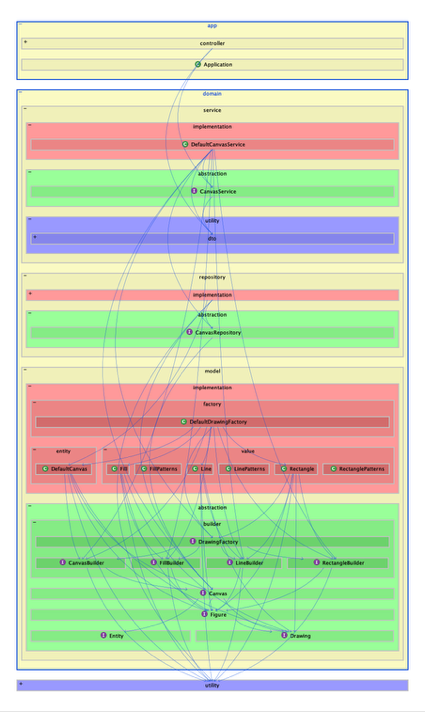 app
controller
Application
domain
service
implementation
DefaultCanvasService
abstraction
CanvasService
utility
dto
repository
implementation
abstraction
CanvasRepository
model
implementation
factory
DefaultDrawingFactory
entity value
DefaultCanvas Fill FillPatterns Line LinePatterns Rectangle RectanglePatterns
abstraction
builder
DrawingFactory
CanvasBuilder FillBuilder LineBuilder RectangleBuilder
Canvas
Figure
Entity Drawing
utility